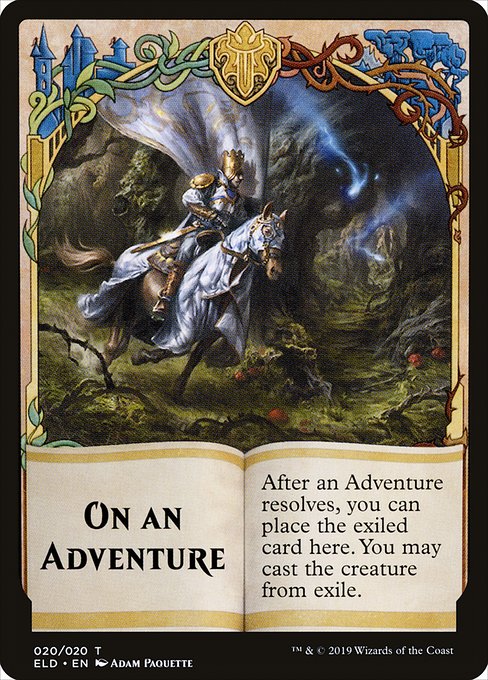 On an
Adventure
After an Adventure
resolves, you can
place the exiled
card here. You may
cast the creature
from exile.
020/020 T
ELD • EN Adam Paquette
™ & © 2019 Wizards of the Coast